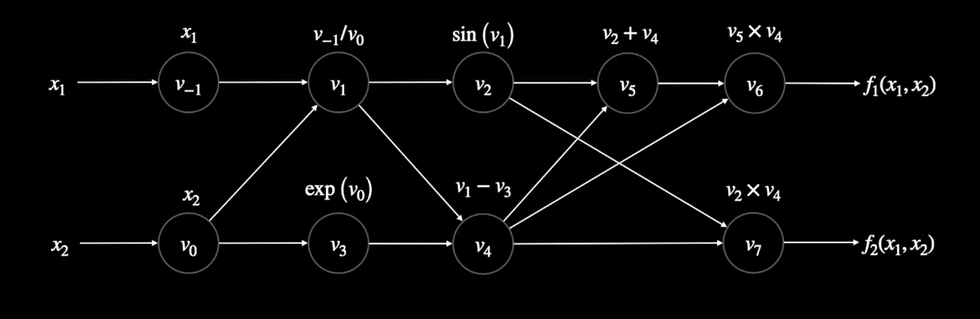 x₁ v₋₁/v₀ sin (v₁) v₂ + v₄ v₅ × v₄
x₁ v₋₁ v₁ v₂ v₅ v₆ f₁(x₁, x₂)
x₂ exp (v₀) v₁ − v₃ v₂ × v₄
x₂ v₀ v₃ v₄ v₇ f₂(x₁, x₂)